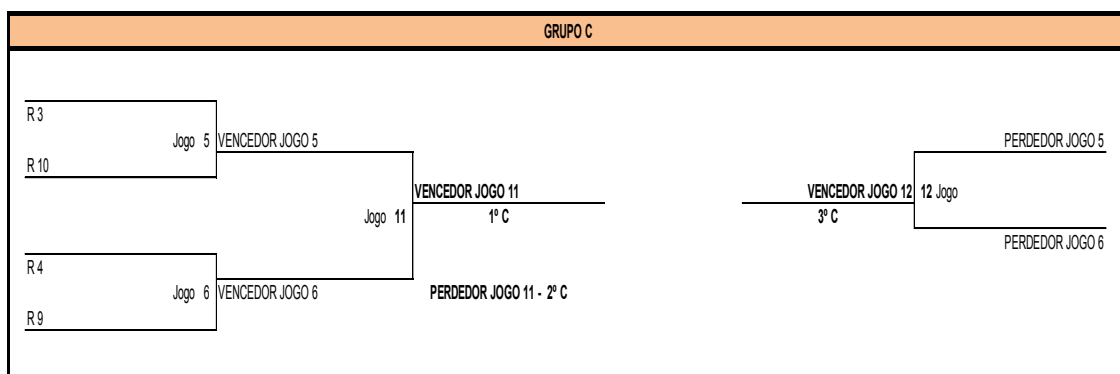 GRUPO C
R 3
Jogo 5 VENCEDOR JOGO 5
R 10
PERDEDOR JOGO 5
VENCEDOR JOGO 11
Jogo 11
1º C
VENCEDOR JOGO 12 12 Jogo
3º C
R 4
Jogo 6 VENCEDOR JOGO 6
R 9
PERDEDOR JOGO 11 - 2º C
PERDEDOR JOGO 6